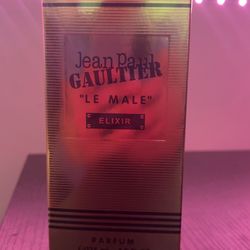 Jean Paul
GAULTIER
"LE MALE"
ELIXIR
PARFUM